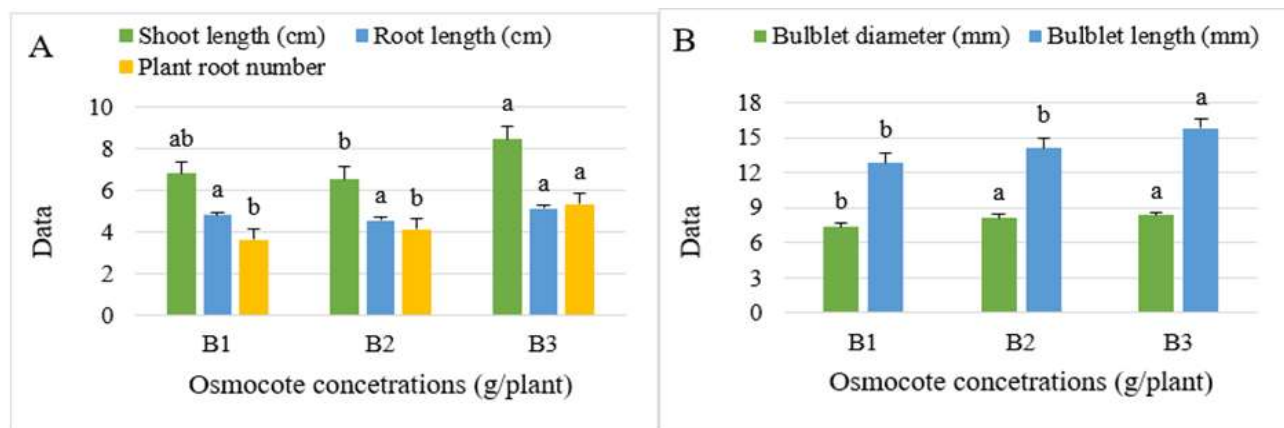 A
Shoot length (cm) Root length (cm)
Plant root number
10
8
6
4
2
0
Data
ab
a
b
b
a
b
a
a
a
B1 B2 B3
Osmocote concetrations (g/plant)
B
Bulblet diameter (mm) Bulblet length (mm)
18
15
12
9
6
3
0
Data
b
b
a
b
a
a
B1 B2 B3
Osmocote concetrations (g/plant)